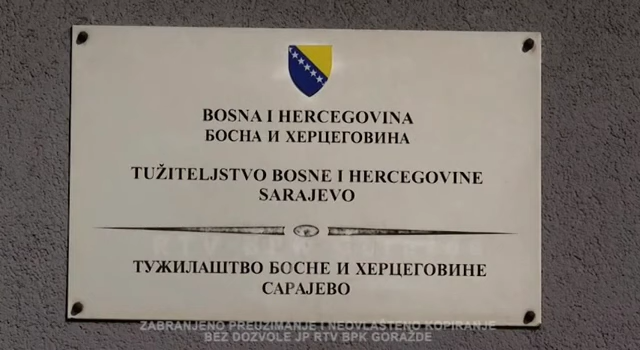 BOSNA I HERCEGOVINA
БОСНА И ХЕРЦЕГОВИНА
TUŽITELJSTVO BOSNE I HERCEGOVINE
SARAJEVO
ТУЖИЛАШТВО БОСНЕ И ХЕРЦЕГОВИНЕ
САРАЈЕВО
ZABRANJENO PREUZIMANJE I NEOVLAŠTENO KOPIRANJE
BEZ DOZVOLE JP RTV BPK GORAŽDE